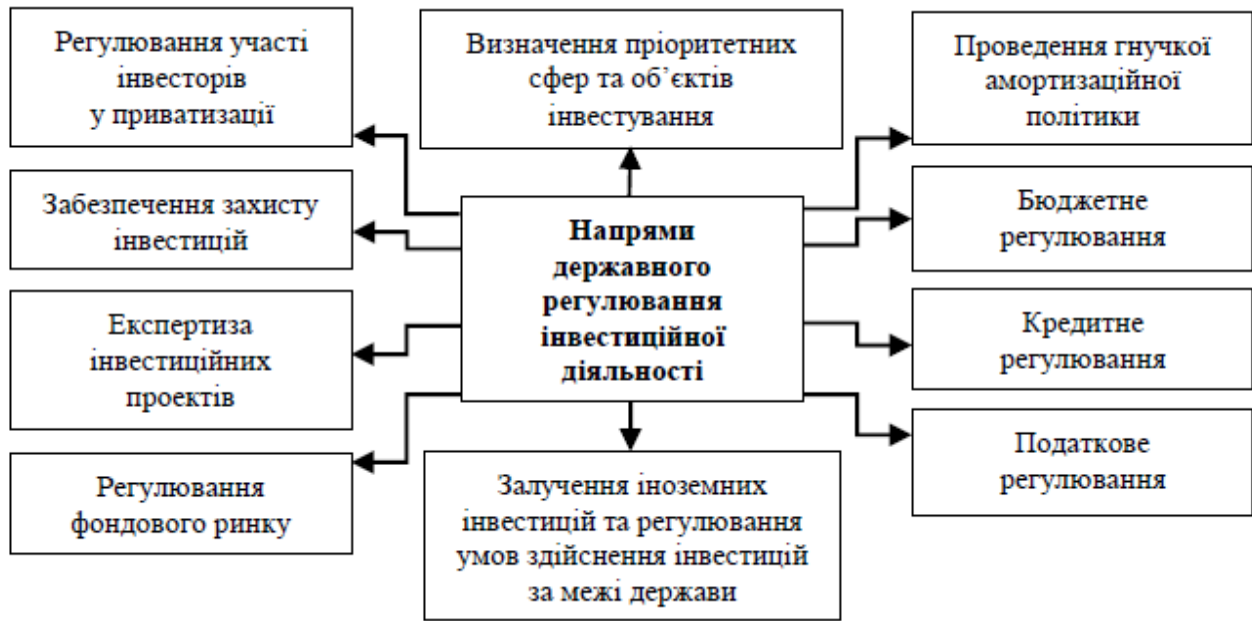 Регулювання участі
інвесторів
у приватизації
Визначення пріоритетних
сфер та об’єктів
інвестування
Проведення гнучкої
амортизаційної
політики
Забезпечення захисту
інвестицій
Напрями
державного
регулювання
інвестиційної
діяльності
Бюджетне
регулювання
Експертиза
інвестиційних
проектів
Кредитне
регулювання
Регулювання
фондового ринку
Залучення іноземних
інвестицій та регулювання
умов здійснення інвестицій
за межі держави
Податкове
регулювання